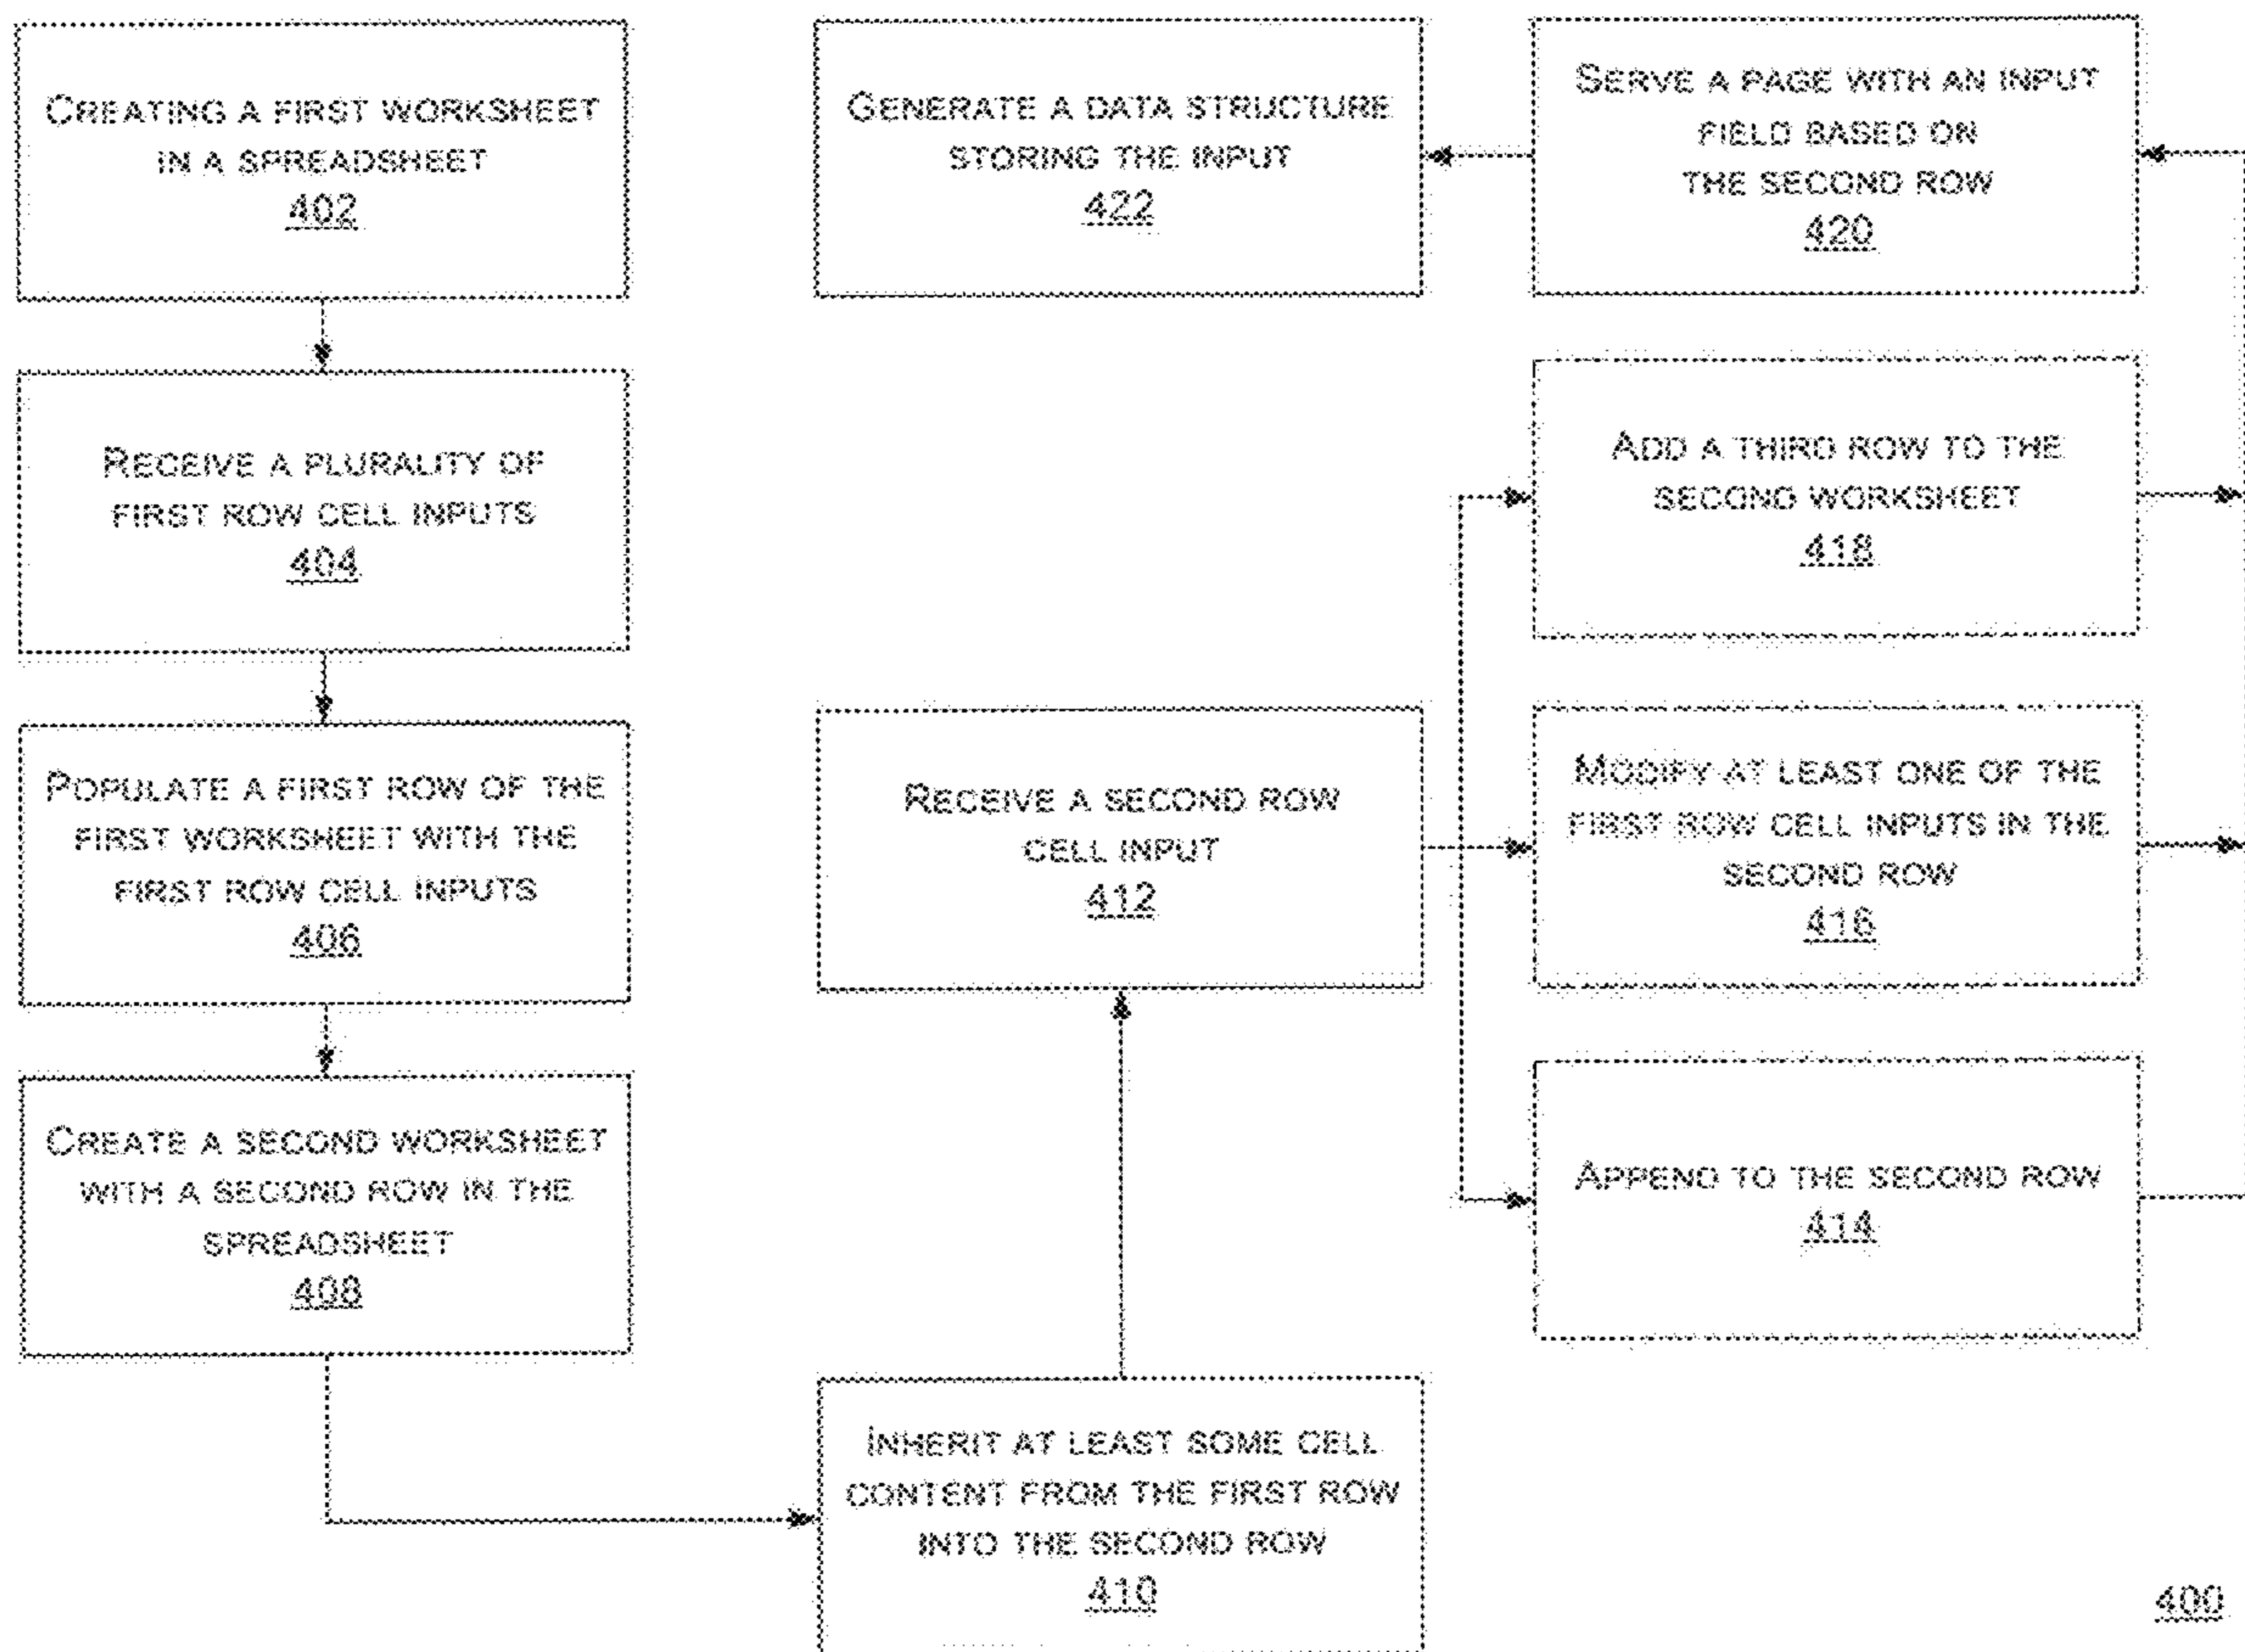 CREATING A FIRST WORKSHEET
IN A SPREADSHEET
402
RECEIVE A PLURALITY OF
FIRST ROW CELL INPUTS
404
POPULATE A FIRST ROW OF THE
FIRST WORKSHEET WITH THE
FIRST ROW CELL INPUTS
406
CREATE A SECOND WORKSHEET
WITH A SECOND ROW IN THE
SPREADSHEET
408
INHERIT AT LEAST SOME CELL
CONTENT FROM THE FIRST ROW
INTO THE SECOND ROW
410
RECEIVE A SECOND ROW
CELL INPUT
412
APPEND TO THE SECOND ROW
414
MODIFY AT LEAST ONE OF THE
FIRST ROW CELL INPUTS IN THE
SECOND ROW
416
ADD A THIRD ROW TO THE
SECOND WORKSHEET
418
SERVE A PAGE WITH AN INPUT
FIELD BASED ON
THE SECOND ROW
420
GENERATE A DATA STRUCTURE
STORING THE INPUT
422
400